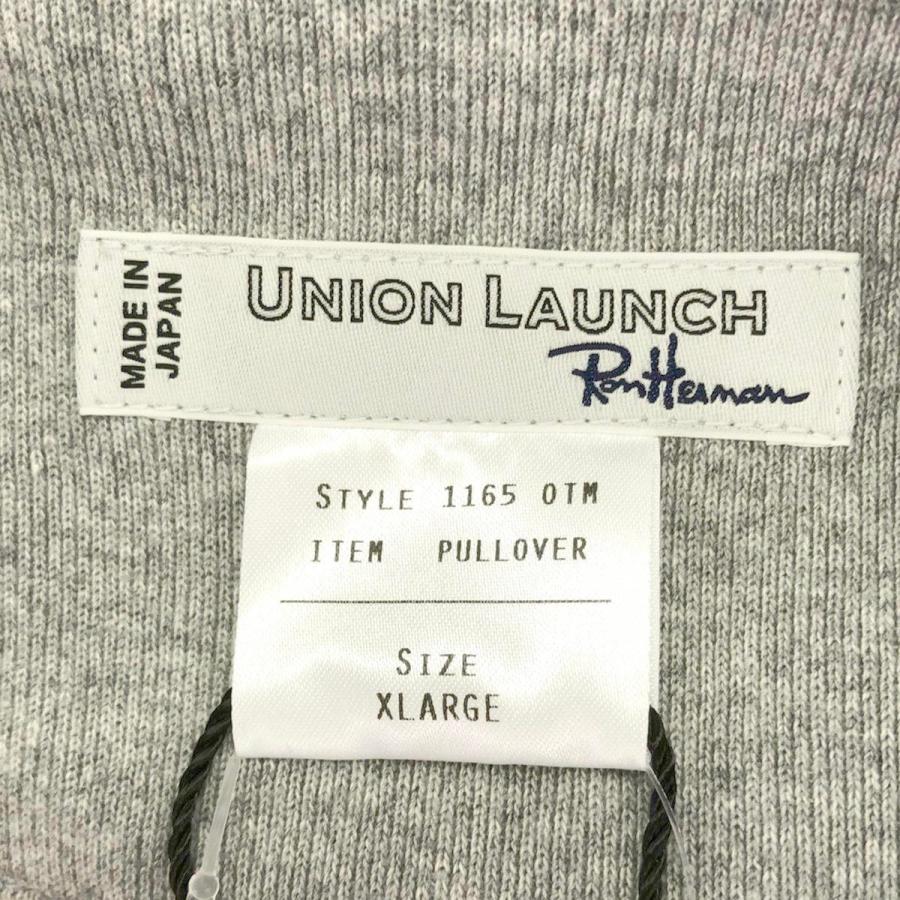 MADE IN
JAPAN
UNION LAUNCH
Ron Herman
STYLE 1165 OTM
ITEM PULLOVER
SIZE
XLARGE